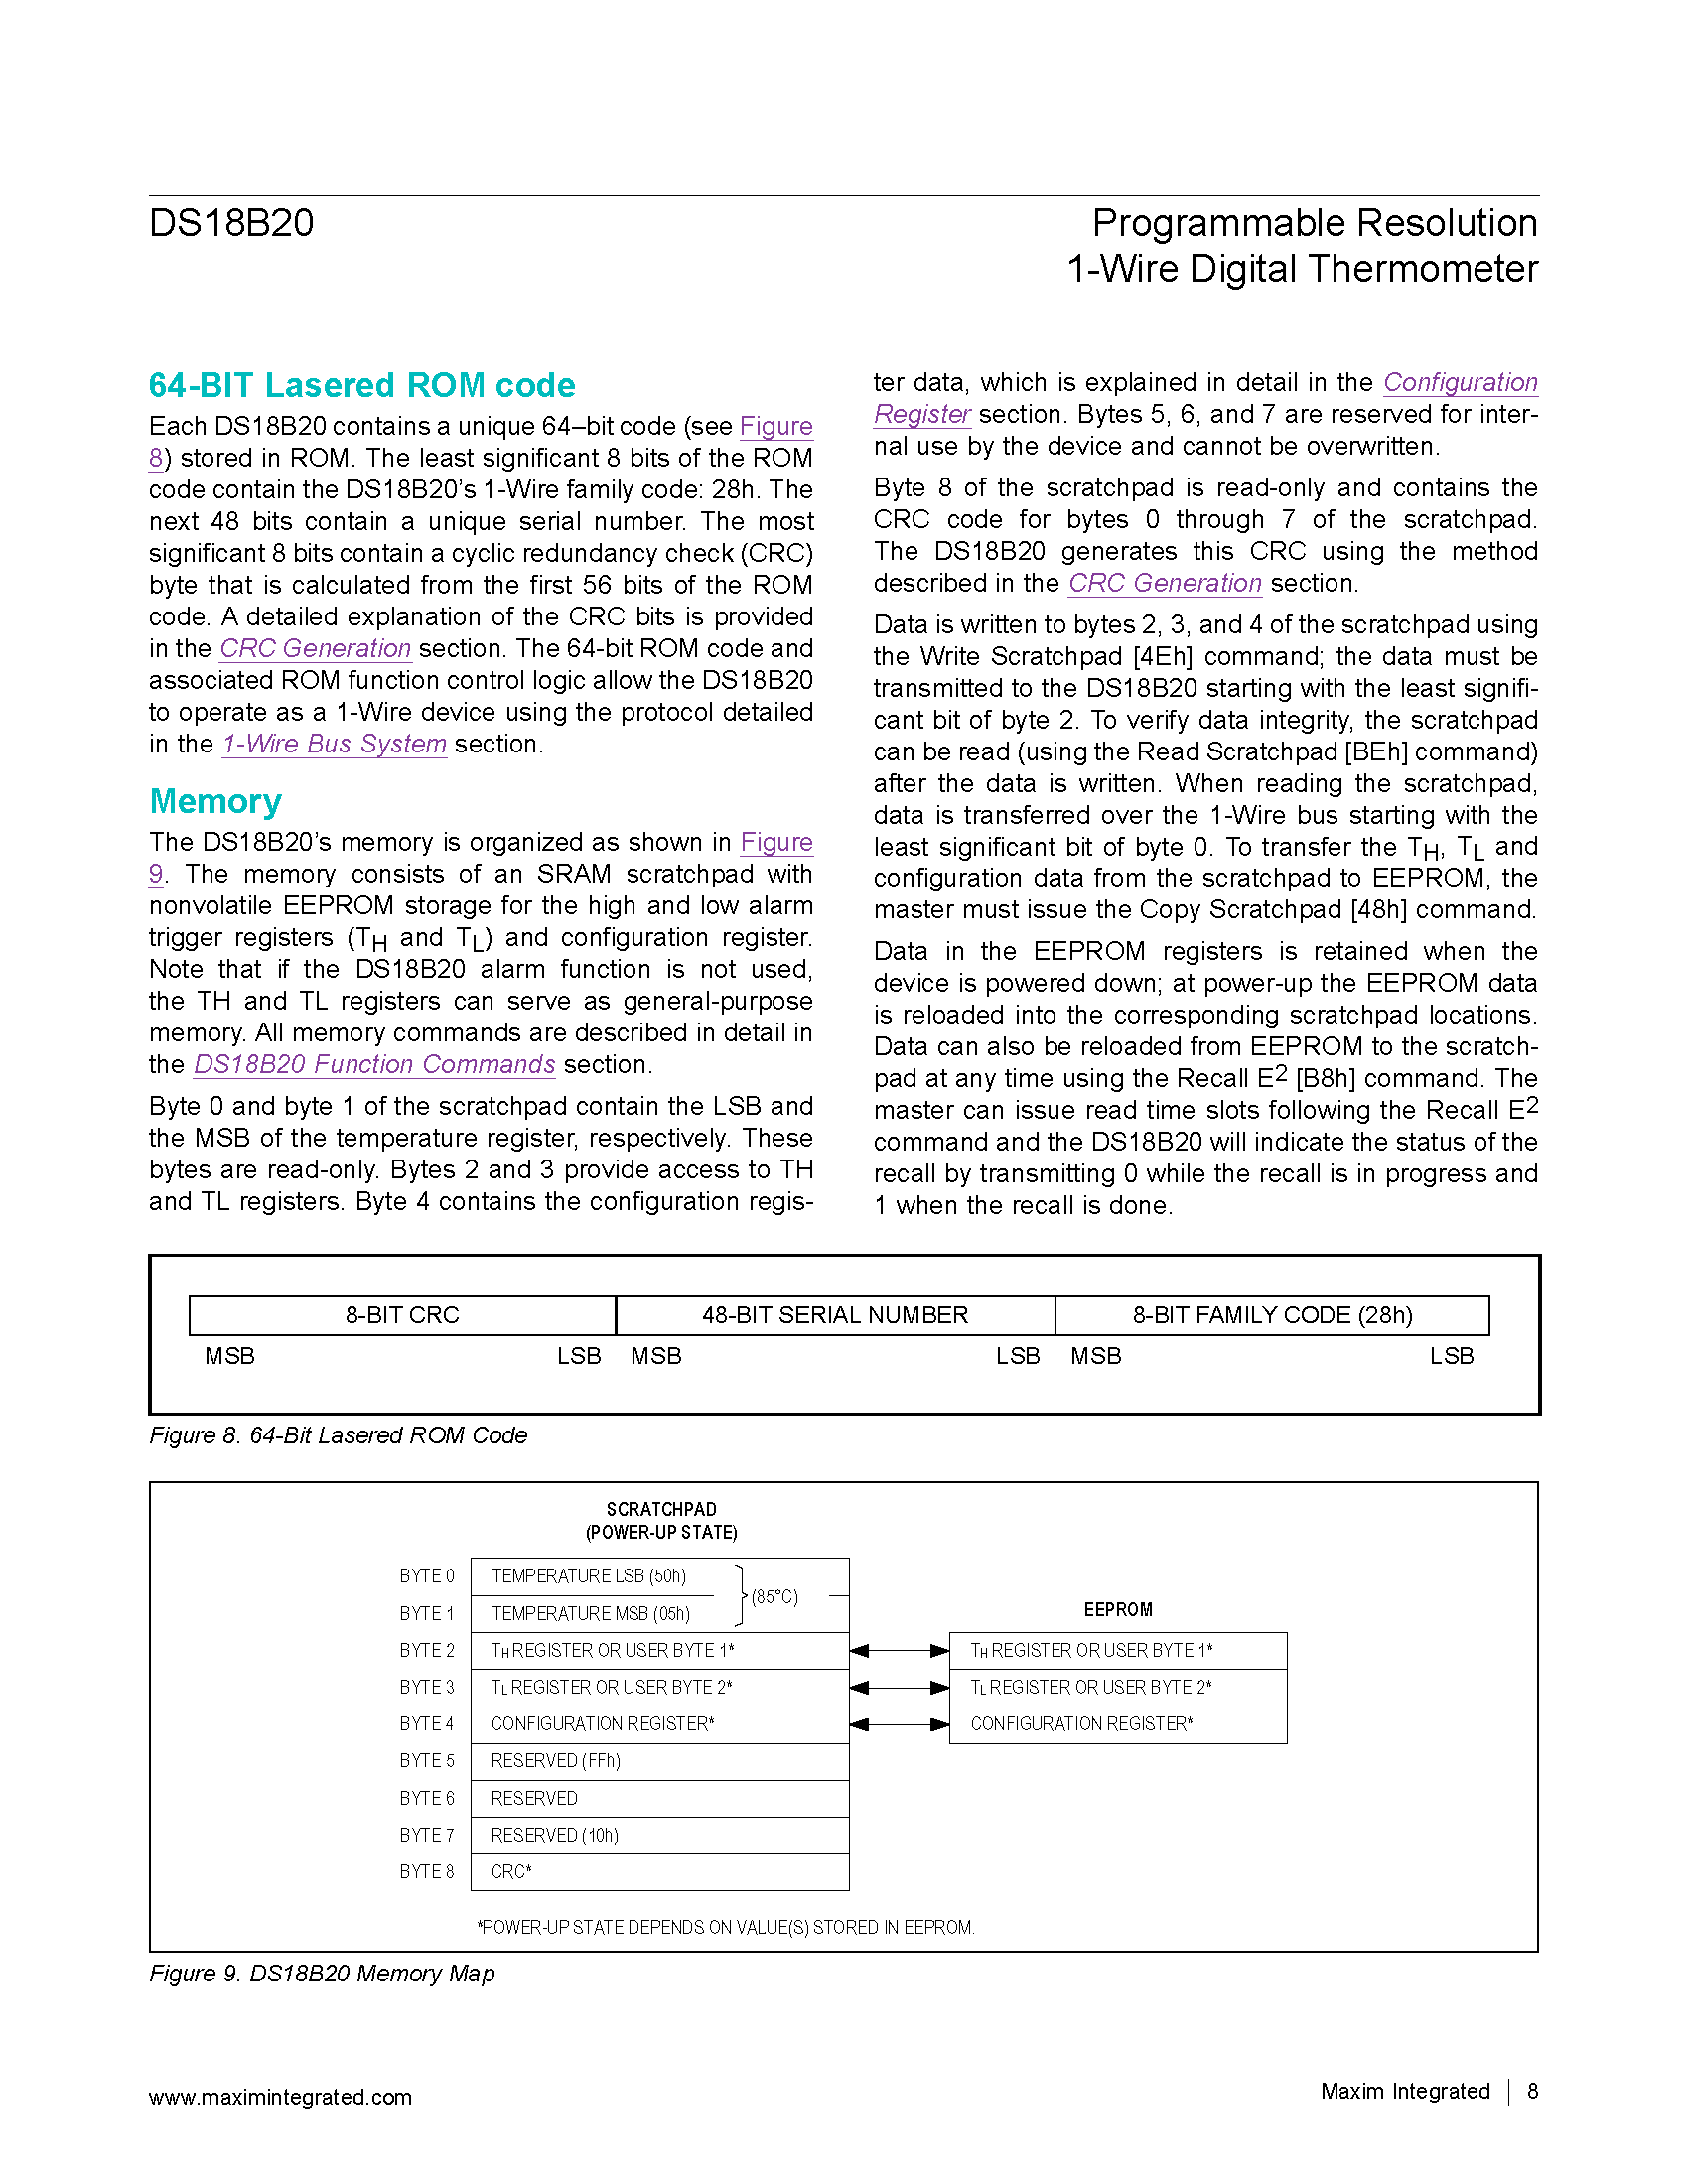 DS18B20
Programmable Resolution
1-Wire Digital Thermometer
64-BIT Lasered ROM code
Each DS18B20 contains a unique 64–bit code (see Figure
8) stored in ROM. The least significant 8 bits of the ROM
code contain the DS18B20’s 1-Wire family code: 28h. The
next 48 bits contain a unique serial number. The most
significant 8 bits contain a cyclic redundancy check (CRC)
byte that is calculated from the first 56 bits of the ROM
code. A detailed explanation of the CRC bits is provided
in the CRC Generation section. The 64-bit ROM code and
associated ROM function control logic allow the DS18B20
to operate as a 1-Wire device using the protocol detailed
in the 1-Wire Bus System section.
Memory
The DS18B20’s memory is organized as shown in Figure
9. The memory consists of an SRAM scratchpad with
nonvolatile EEPROM storage for the high and low alarm
trigger registers (TH and TL) and configuration register.
Note that if the DS18B20 alarm function is not used,
the TH and TL registers can serve as general-purpose
memory. All memory commands are described in detail in
the DS18B20 Function Commands section.
Byte 0 and byte 1 of the scratchpad contain the LSB and
the MSB of the temperature register, respectively. These
bytes are read-only. Bytes 2 and 3 provide access to TH
and TL registers. Byte 4 contains the configuration regis-
ter data, which is explained in detail in the Configuration
Register section. Bytes 5, 6, and 7 are reserved for inter-
nal use by the device and cannot be overwritten.
Byte 8 of the scratchpad is read-only and contains the
CRC code for bytes 0 through 7 of the scratchpad.
The DS18B20 generates this CRC using the method
described in the CRC Generation section.
Data is written to bytes 2, 3, and 4 of the scratchpad using
the Write Scratchpad [4Eh] command; the data must be
transmitted to the DS18B20 starting with the least signifi-
cant bit of byte 2. To verify data integrity, the scratchpad
can be read (using the Read Scratchpad [BEh] command)
after the data is written. When reading the scratchpad,
data is transferred over the 1-Wire bus starting with the
least significant bit of byte 0. To transfer the TH, TL and
configuration data from the scratchpad to EEPROM, the
master must issue the Copy Scratchpad [48h] command.
Data in the EEPROM registers is retained when the
device is powered down; at power-up the EEPROM data
is reloaded into the corresponding scratchpad locations.
Data can also be reloaded from EEPROM to the scratch-
pad at any time using the Recall E2 [B8h] command. The
master can issue read time slots following the Recall E2
command and the DS18B20 will indicate the status of the
recall by transmitting 0 while the recall is in progress and
1 when the recall is done.
8-BIT CRC 48-BIT SERIAL NUMBER 8-BIT FAMILY CODE (28h)
MSB LSB MSB LSB MSB LSB
Figure 8. 64-Bit Lasered ROM Code
SCRATCHPAD
(POWER-UP STATE)
BYTE 0 TEMPERATURE LSB (50h)
(85°C)
BYTE 1 TEMPERATURE MSB (05h)
EEPROM
BYTE 2 TH REGISTER OR USER BYTE 1* TH REGISTER OR USER BYTE 1*
BYTE 3 TL REGISTER OR USER BYTE 2* TL REGISTER OR USER BYTE 2*
BYTE 4 CONFIGURATION REGISTER* CONFIGURATION REGISTER*
BYTE 5 RESERVED (FFh)
BYTE 6 RESERVED
BYTE 7 RESERVED (10h)
BYTE 8 CRC*
*POWER-UP STATE DEPENDS ON VALUE(S) STORED IN EEPROM.
Figure 9. DS18B20 Memory Map
www.maximintegrated.com
Maxim Integrated | 8